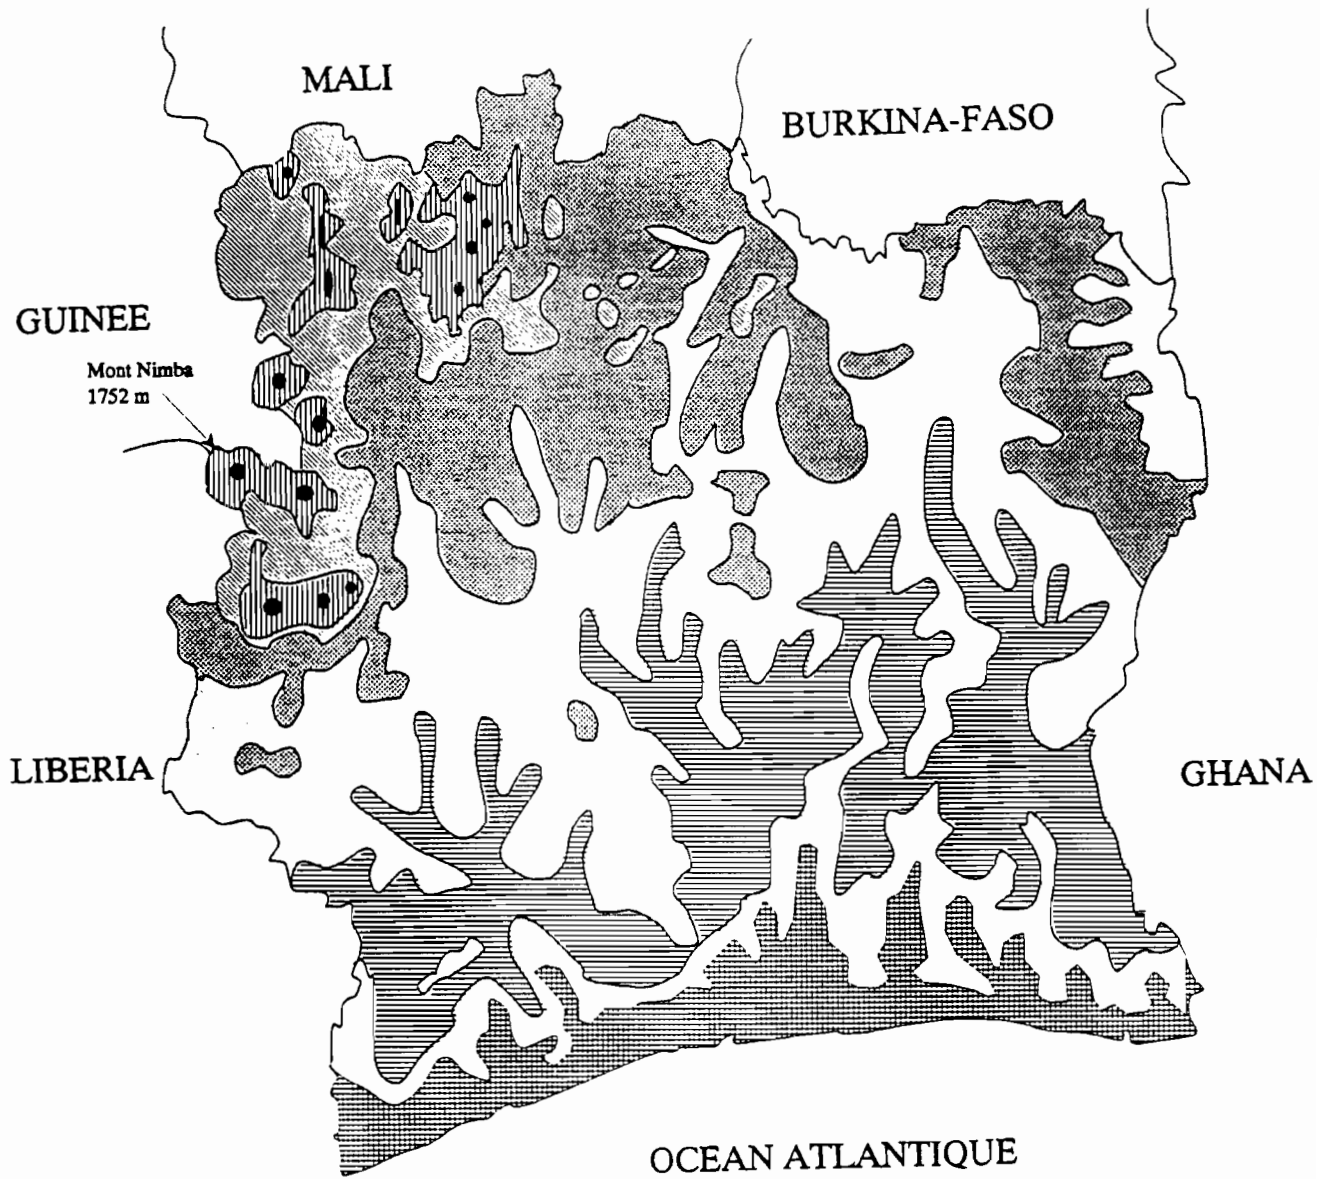 MALI
BURKINA-FASO
GUINEE
Mont Nimba
1752 m
LIBERIA
GHANA
OCEAN ATLANTIQUE